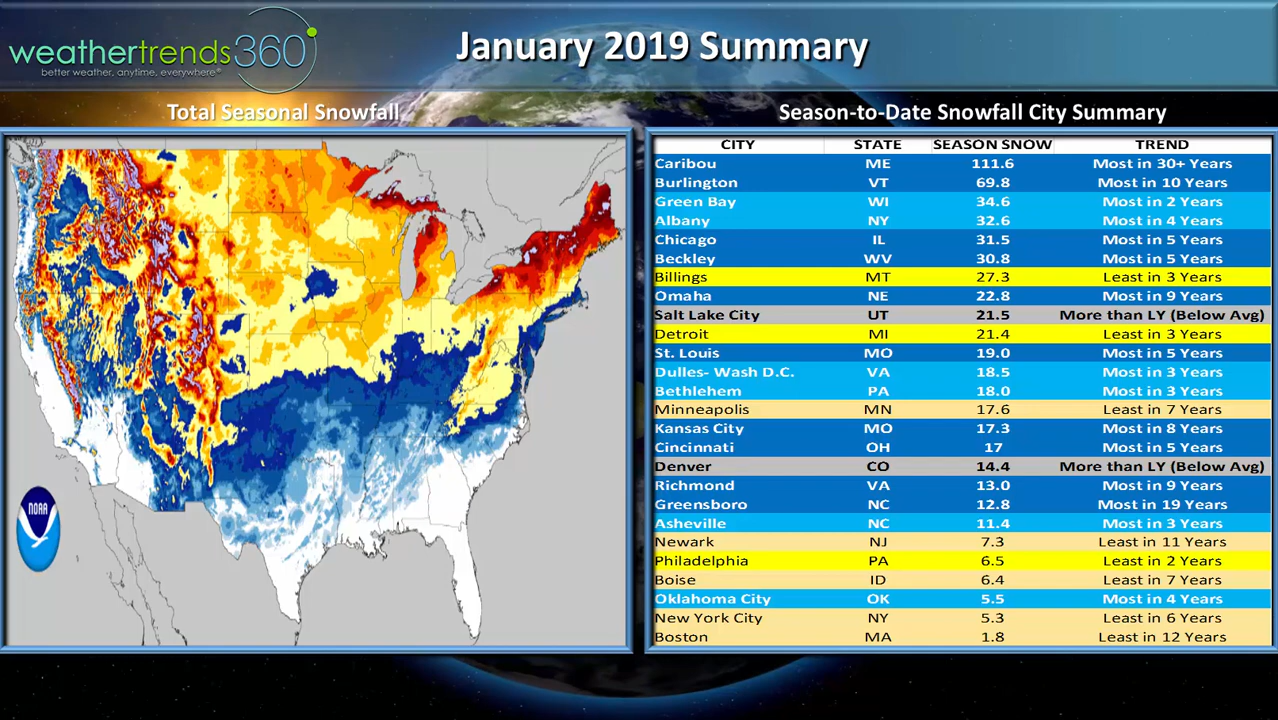 weathertrends360°
better weather, anytime, everywhere®
January 2019 Summary
Total Seasonal Snowfall
Season-to-Date Snowfall City Summary
CITY STATE SEASON SNOW TREND
Caribou ME 111.6 Most in 30+ Years
Burlington VT 69.8 Most in 10 Years
Green Bay WI 34.6 Most in 2 Years
Albany NY 32.6 Most in 4 Years
Chicago IL 31.5 Most in 5 Years
Beckley WV 30.8 Most in 5 Years
Billings MT 27.3 Least in 3 Years
Omaha NE 22.8 Most in 9 Years
Salt Lake City UT 21.5 More than LY (Below Avg)
Detroit MI 21.4 Least in 3 Years
St. Louis MO 19.0 Most in 5 Years
Dulles- Wash D.C. VA 18.5 Most in 3 Years
Bethlehem PA 18.0 Most in 3 Years
Minneapolis MN 17.6 Least in 7 Years
Kansas City MO 17.3 Most in 8 Years
Cincinnati OH 17 Most in 5 Years
Denver CO 14.4 More than LY (Below Avg)
Richmond VA 13.0 Most in 9 Years
Greensboro NC 12.8 Most in 19 Years
Asheville NC 11.4 Most in 3 Years
Newark NJ 7.3 Least in 11 Years
Philadelphia PA 6.5 Least in 2 Years
Boise ID 6.4 Least in 7 Years
Oklahoma City OK 5.5 Most in 4 Years
New York City NY 5.3 Least in 6 Years
Boston MA 1.8 Least in 12 Years
NOAA